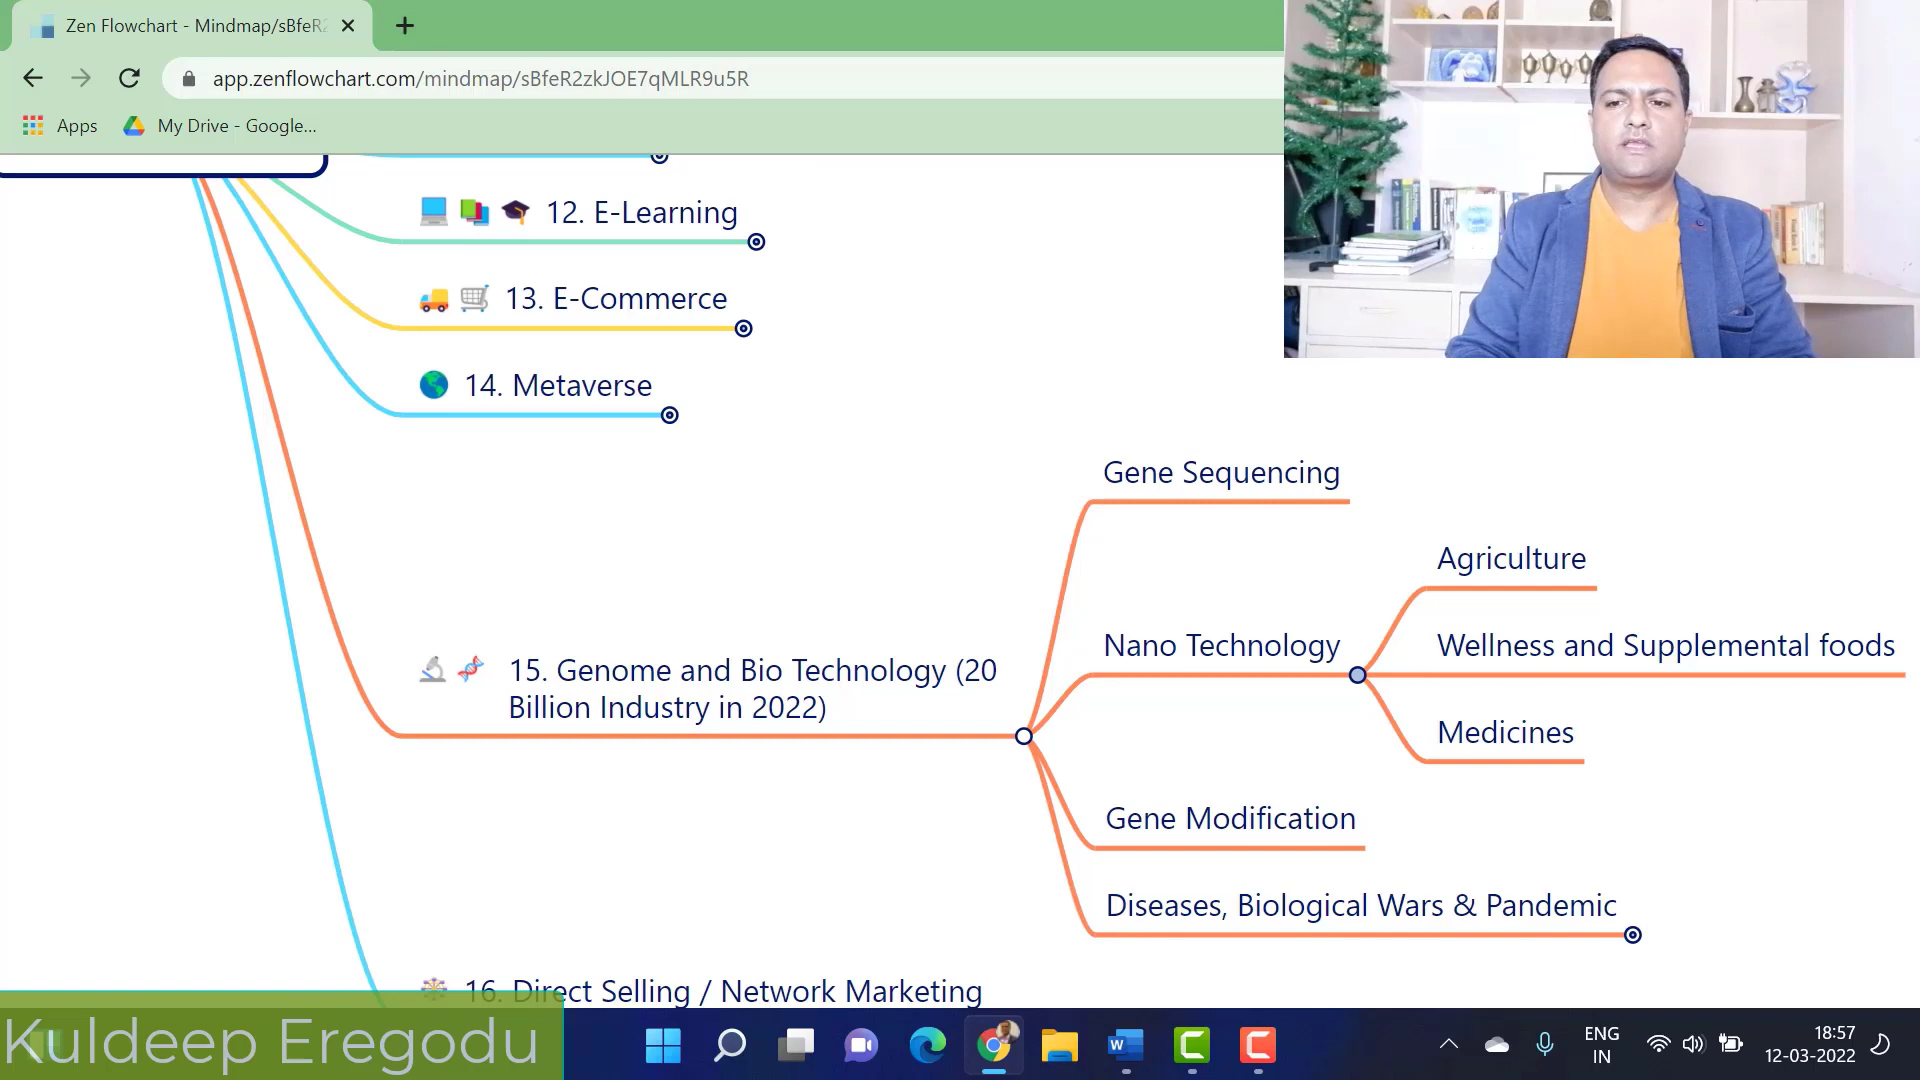 Zen Flowchart - Mindmap/sBfeR2
app.zenflowchart.com/mindmap/sBfeR2zkJOE7qMLR9u5R
Apps
My Drive - Google...
12. E-Learning
13. E-Commerce
14. Metaverse
15. Genome and Bio Technology (20
Billion Industry in 2022)
Gene Sequencing
Nano Technology
Agriculture
Wellness and Supplemental foods
Medicines
Gene Modification
Diseases, Biological Wars & Pandemic
16. Direct Selling / Network Marketing
Kuldeep Eregodu
ENG
IN
18:57
12-03-2022